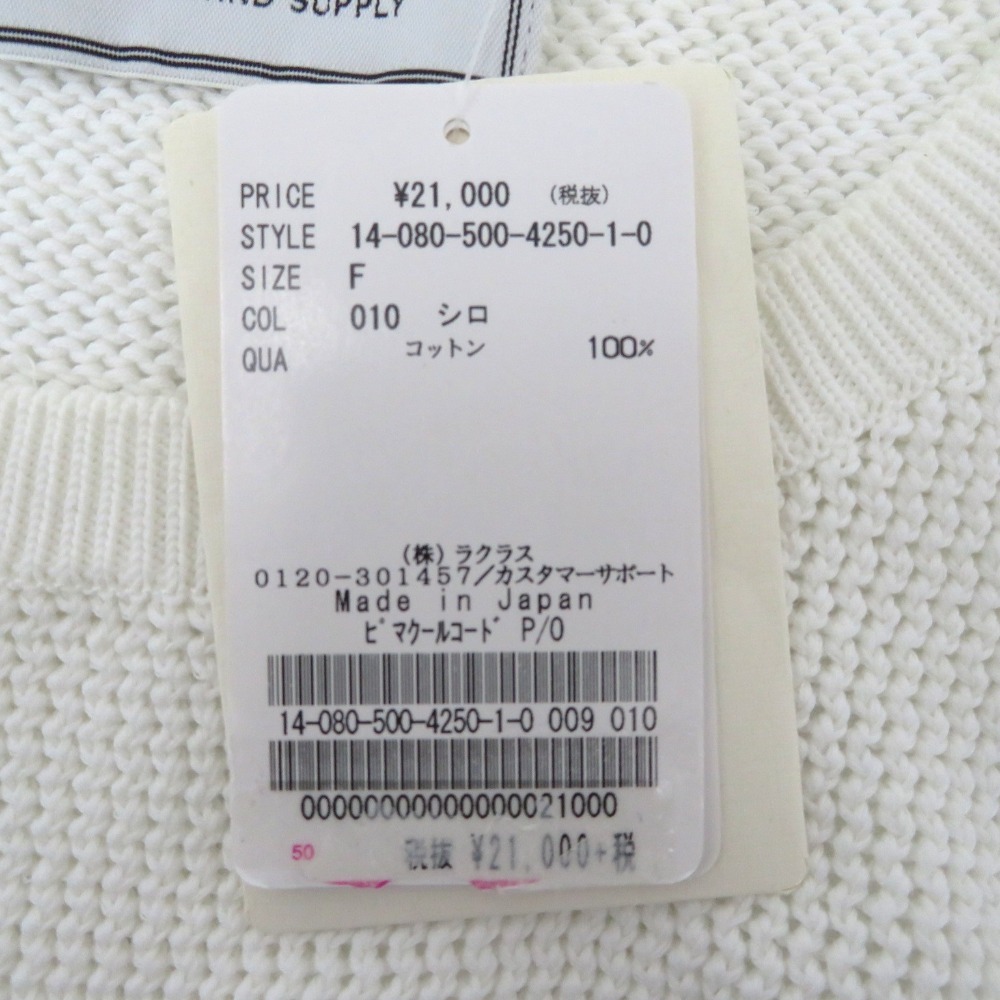 AND SUPPLY
PRICE ¥21,000 (税抜)
STYLE 14-080-500-4250-1-0
SIZE F
COL 010 シロ
QUA コットン 100%
(株)ラクラス
0120-301457/カスタマーサポート
Made in Japan
ピマクールコード P/O
14-080-500-4250-1-0 009 010
00000000000000021000
50 税抜 ¥21,000+税